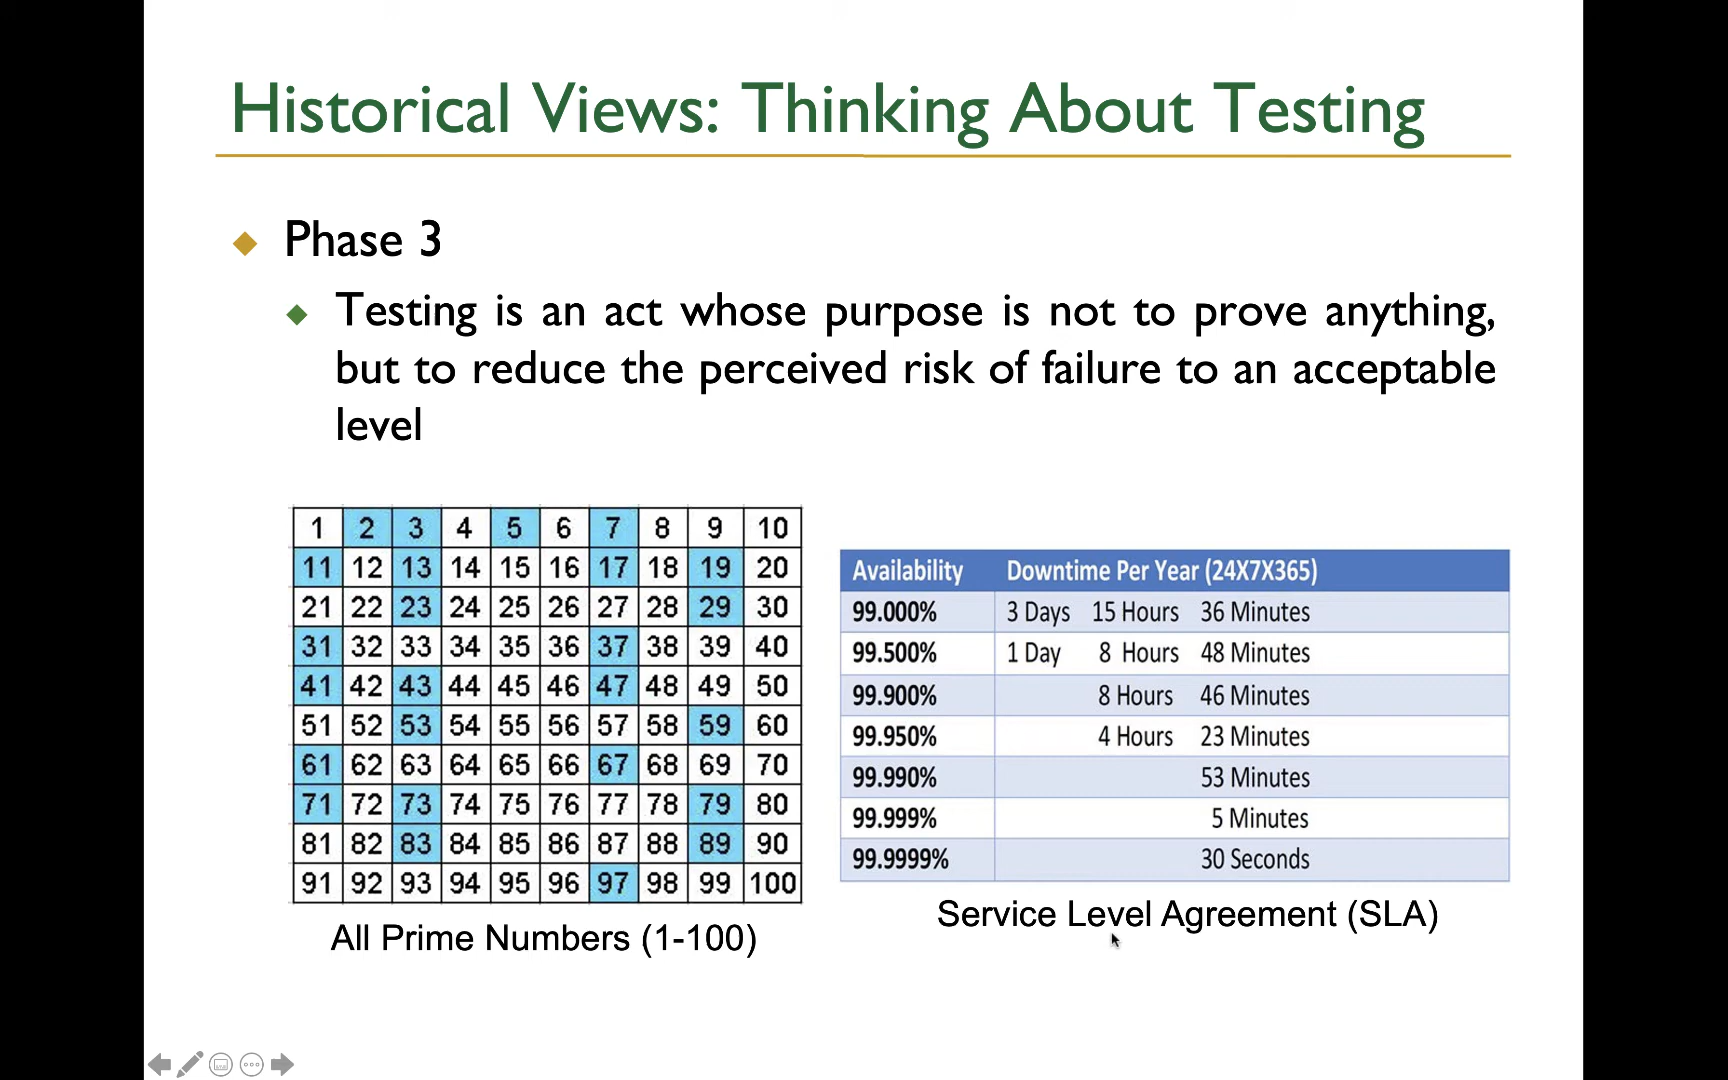 Historical Views: Thinking About Testing
Phase 3
Testing is an act whose purpose is not to prove anything,
but to reduce the perceived risk of failure to an acceptable
level
1 2 3 4 5 6 7 8 9 10
11 12 13 14 15 16 17 18 19 20
21 22 23 24 25 26 27 28 29 30
31 32 33 34 35 36 37 38 39 40
41 42 43 44 45 46 47 48 49 50
51 52 53 54 55 56 57 58 59 60
61 62 63 64 65 66 67 68 69 70
71 72 73 74 75 76 77 78 79 80
81 82 83 84 85 86 87 88 89 90
91 92 93 94 95 96 97 98 99 100
All Prime Numbers (1-100)
Availability Downtime Per Year (24X7X365)
99.000% 3 Days 15 Hours 36 Minutes
99.500% 1 Day 8 Hours 48 Minutes
99.900% 8 Hours 46 Minutes
99.950% 4 Hours 23 Minutes
99.990% 53 Minutes
99.999% 5 Minutes
99.9999% 30 Seconds
Service Level Agreement (SLA)